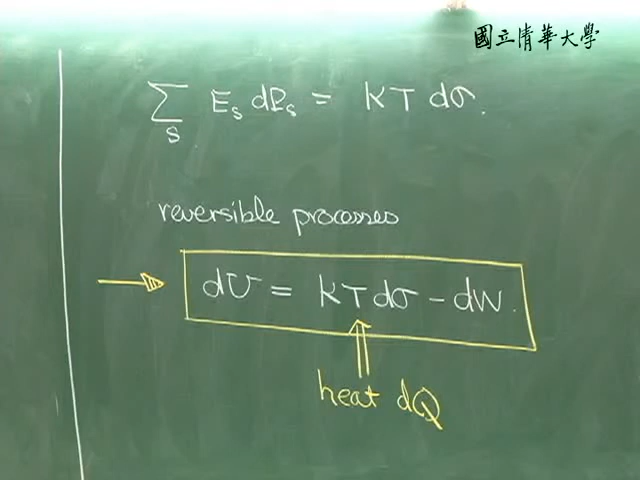 國立清華大學
∑ₛ Eₛ dPₛ = kT dσ.
reversible processes
dU = kT dσ - dW.
heat dQ